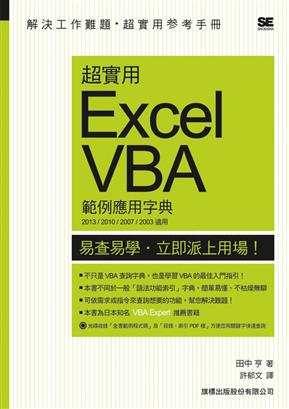 解決工作難題・超實用参考手冊
SE
SHOEISHA
超實用
Excel
VBA
範例應用字典
2013 / 2010 / 2007 / 2003 適用
易查易學・立即派上用場！
不只是 VBA 查詢字典，也是學習 VBA 的最佳入門指引！
本書不同於一般「語法功能索引」字典，簡單易懂、不枯燥無聊
可依需求或指令來查詢想要的功能，幫您解決難題！
本書為日本知名 VBA Expert 推薦書籍
光碟收錄「全書範例程式碼」及「目錄、索引 PDF 檔」方便您用關鍵字快速查詢
田中 亨 著
許郁文 譯
旗標出版股份有限公司